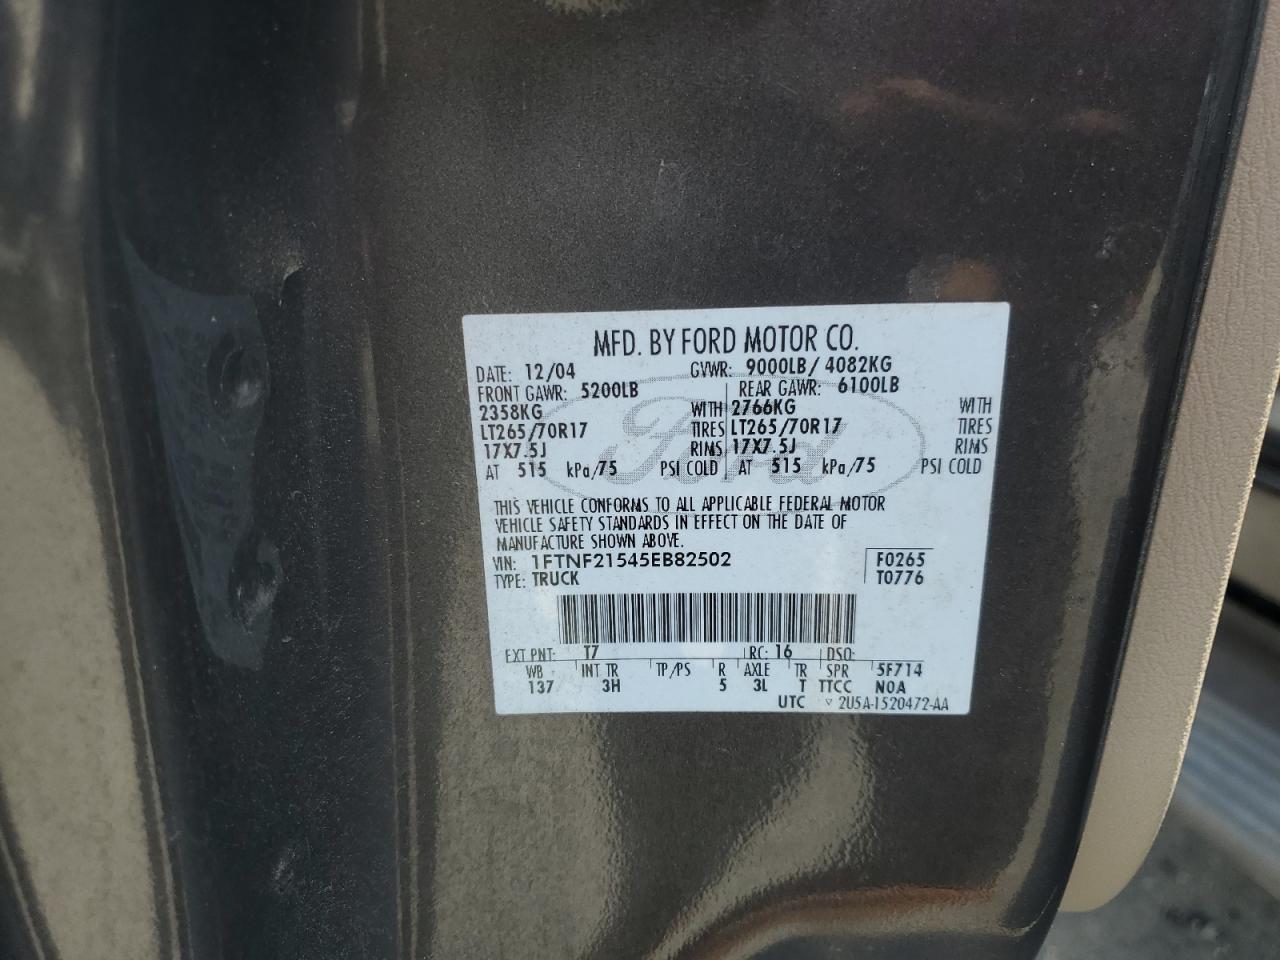 MFD. BY FORD MOTOR CO.
DATE: 12/04 GVWR: 9000LB/ 4082KG
FRONT GAWR: 5200LB REAR GAWR: 6100LB
2358KG WITH 2766KG WITH
LT265/70R17 TIRES LT265/70R17 TIRES
17X7.5J RIMS 17X7.5J RIMS
AT 515 kPa/75 PSI COLD AT 515 kPa/75 PSI COLD
Ford
THIS VEHICLE CONFORMS TO ALL APPLICABLE FEDERAL MOTOR
VEHICLE SAFETY STANDARDS IN EFFECT ON THE DATE OF
MANUFACTURE SHOWN ABOVE.
VIN: 1FTNF21545EB82502 F0265
TYPE: TRUCK T0776
EXT PNT: T7 RC: 16 DSO:
WB INT TR TP/PS R AXLE TR SPR 5F714
137 3H 5 3L T TTCC N0A
UTC ▽ 2U5A-1520472-AA